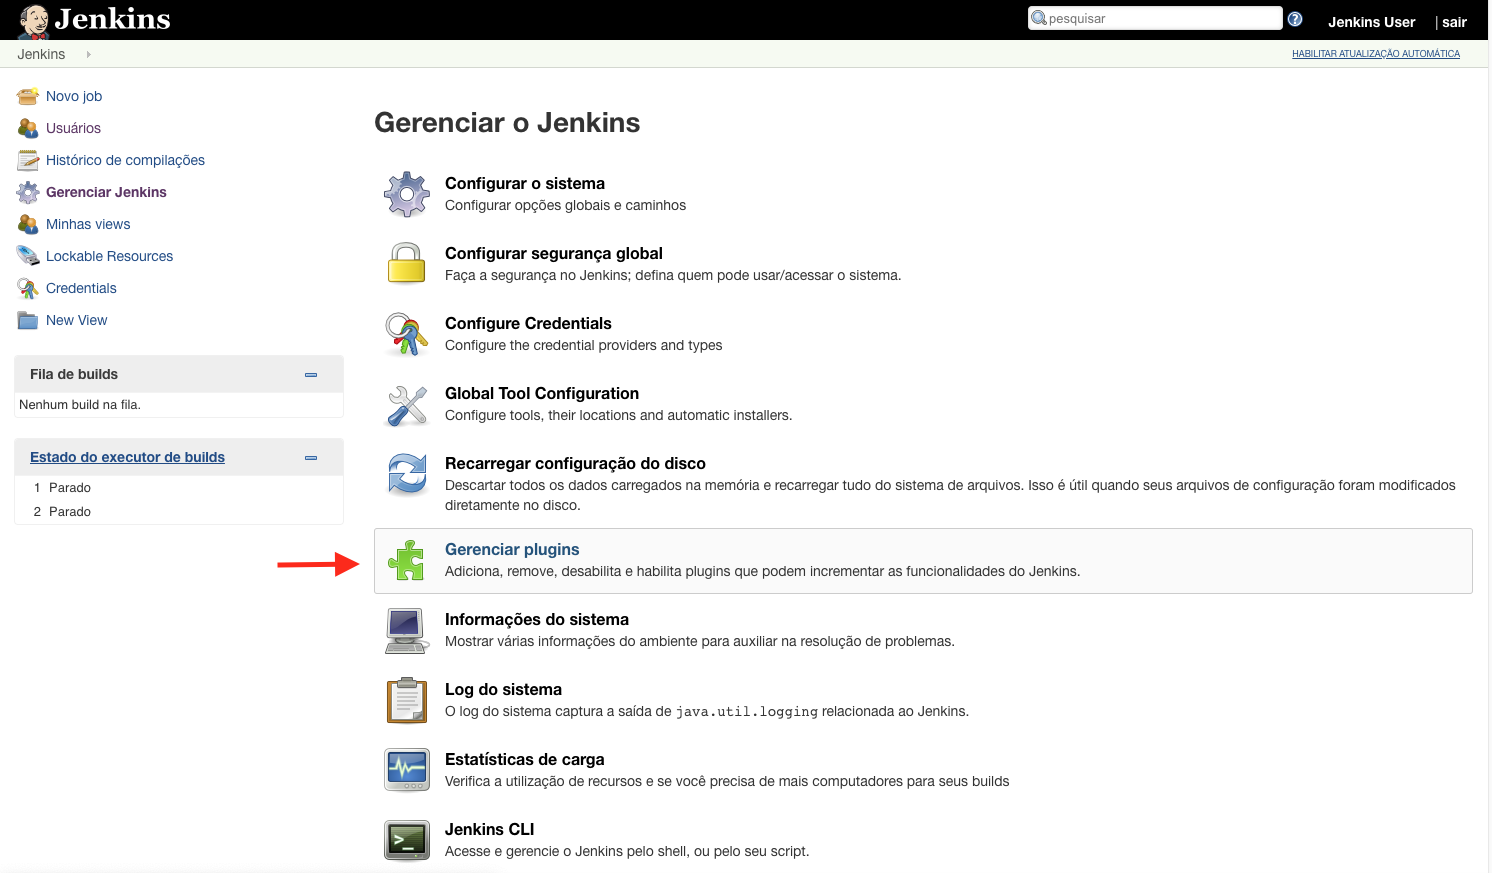 Jenkins
pesquisar
Jenkins User
| sair
Jenkins
HABILITAR ATUALIZAÇÃO AUTOMÁTICA
Novo job
Usuários
Histórico de compilações
Gerenciar Jenkins
Minhas views
Lockable Resources
Credentials
New View
Fila de builds
Nenhum build na fila.
Estado do executor de builds
1 Parado
2 Parado
Gerenciar o Jenkins
Configurar o sistema
Configurar opções globais e caminhos
Configurar segurança global
Faça a segurança no Jenkins; defina quem pode usar/acessar o sistema.
Configure Credentials
Configure the credential providers and types
Global Tool Configuration
Configure tools, their locations and automatic installers.
Recarregar configuração do disco
Descartar todos os dados carregados na memória e recarregar tudo do sistema de arquivos. Isso é útil quando seus arquivos de configuração foram modificados
diretamente no disco.
Gerenciar plugins
Adiciona, remove, desabilita e habilita plugins que podem incrementar as funcionalidades do Jenkins.
Informações do sistema
Mostrar várias informações do ambiente para auxiliar na resolução de problemas.
Log do sistema
O log do sistema captura a saída de java.util.logging relacionada ao Jenkins.
Estatísticas de carga
Verifica a utilização de recursos e se você precisa de mais computadores para seus builds
Jenkins CLI
Acesse e gerencie o Jenkins pelo shell, ou pelo seu script.